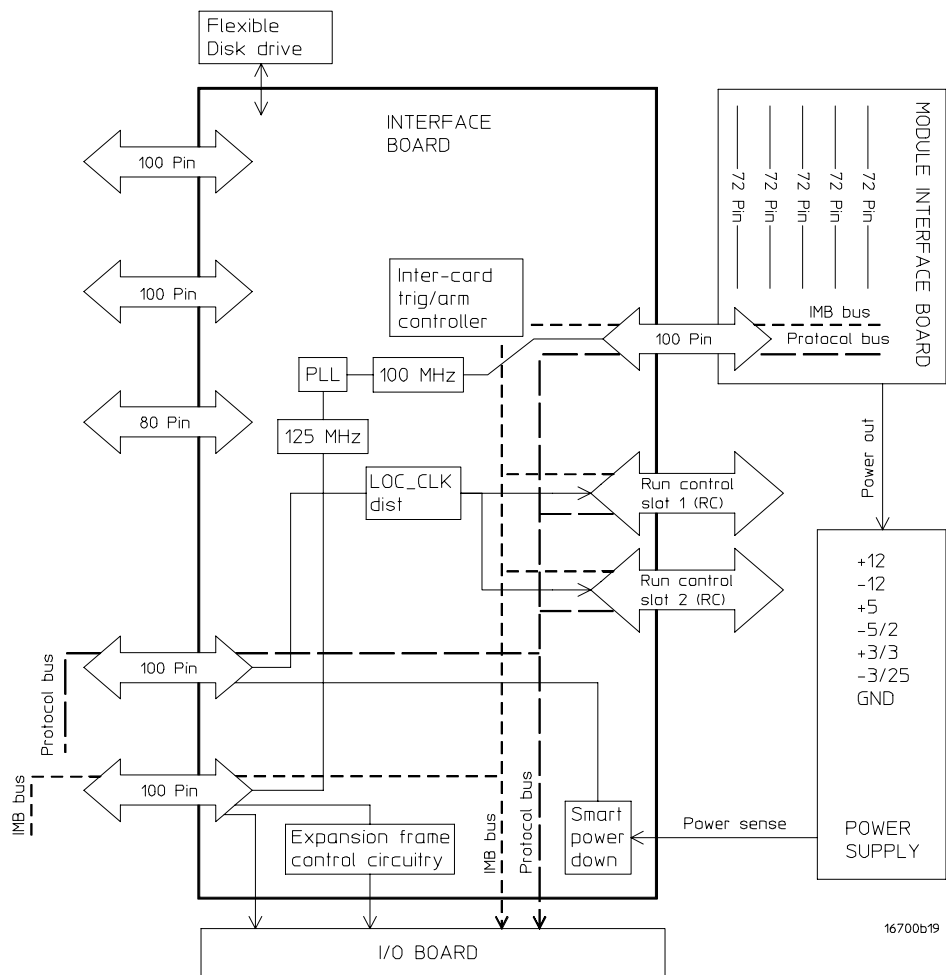 Flexible
Disk drive
INTERFACE
BOARD
MODULE INTERFACE BOARD
72 Pin
72 Pin
72 Pin
72 Pin
72 Pin
100 Pin
100 Pin
Inter-card
trig/arm
controller
IMB bus
100 Pin
Protocol bus
PLL
100 MHz
80 Pin
125 MHz
Power out
LOC_CLK
dist
Run control
slot 1 (RC)
Run control
slot 2 (RC)
+12
-12
+5
-5/2
+3/3
-3/25
GND
100 Pin
Protocol bus
100 Pin
IMB bus
Expansion frame
control circuitry
IMB bus
Protocol bus
Smart
power
down
Power sense
POWER
SUPPLY
I/O BOARD
16700b19